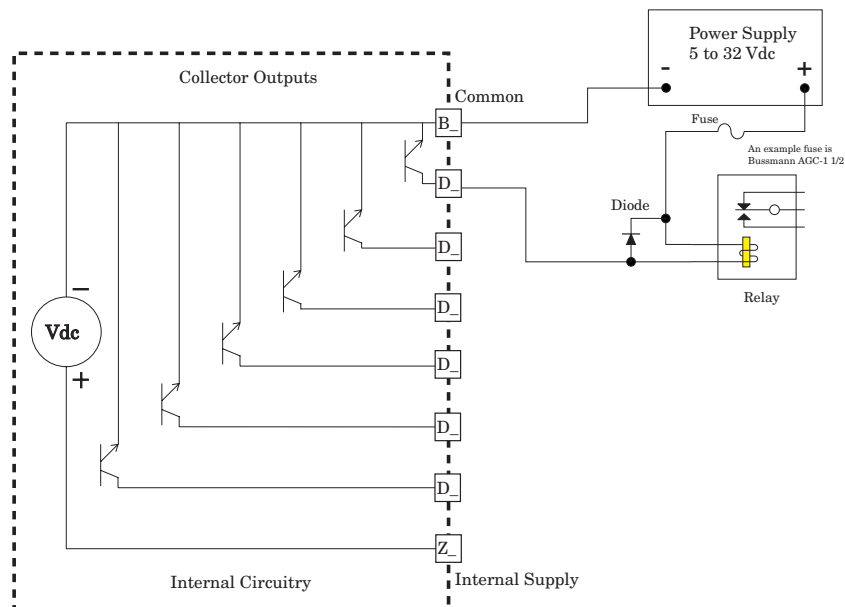 Power Supply
5 to 32 Vdc
- +
Collector Outputs
Common
B_
Fuse
An example fuse is
Bussmann AGC-1 1/2
D_
Diode
D_
Relay
D_
−
Vdc
+
D_
D_
D_
Z_
Internal Circuitry
Internal Supply